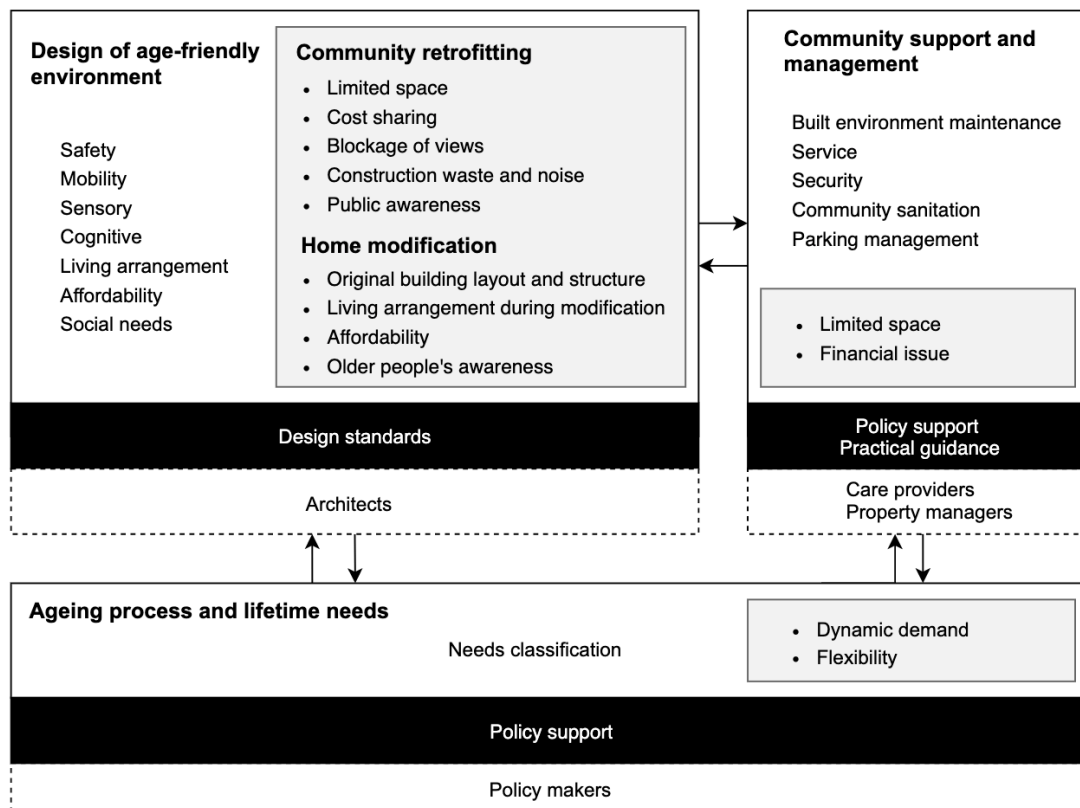 Design of age-friendly
environment
Safety
Mobility
Sensory
Cognitive
Living arrangement
Affordability
Social needs
Community retrofitting
• Limited space
• Cost sharing
• Blockage of views
• Construction waste and noise
• Public awareness
Home modification
• Original building layout and structure
• Living arrangement during modification
• Affordability
• Older people's awareness
Design standards
Architects
Community support and
management
Built environment maintenance
Service
Security
Community sanitation
Parking management
• Limited space
• Financial issue
Policy support
Practical guidance
Care providers
Property managers
Ageing process and lifetime needs
Needs classification
• Dynamic demand
• Flexibility
Policy support
Policy makers